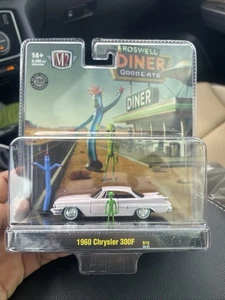 14+
M2
ROSWELL
DINER
GOOD EATS
DINER
1960 Chrysler 300F